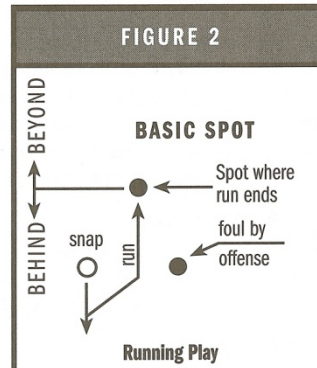 FIGURE 2
BEYOND
BASIC SPOT
Spot where
run ends
BEHIND
snap
run
foul by
offense
Running Play